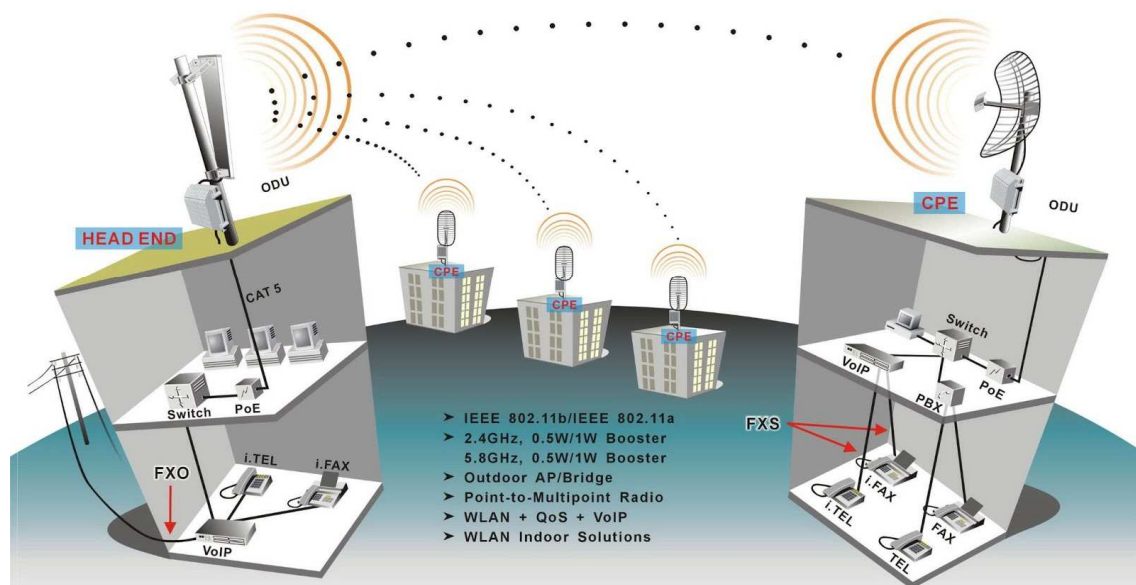 ODU
HEAD END
CAT 5
Switch
PoE
FXO
i.TEL
i.FAX
VoIP
CPE
CPE
CPE
➤ IEEE 802.11b/IEEE 802.11a
➤ 2.4GHz, 0.5W/1W Booster
5.8GHz, 0.5W/1W Booster
➤ Outdoor AP/Bridge
➤ Point-to-Multipoint Radio
➤ WLAN + QoS + VoIP
➤ WLAN Indoor Solutions
CPE
ODU
Switch
VoIP
PoE
PBX
FXS
i.FAX
i.TEL
FAX
TEL